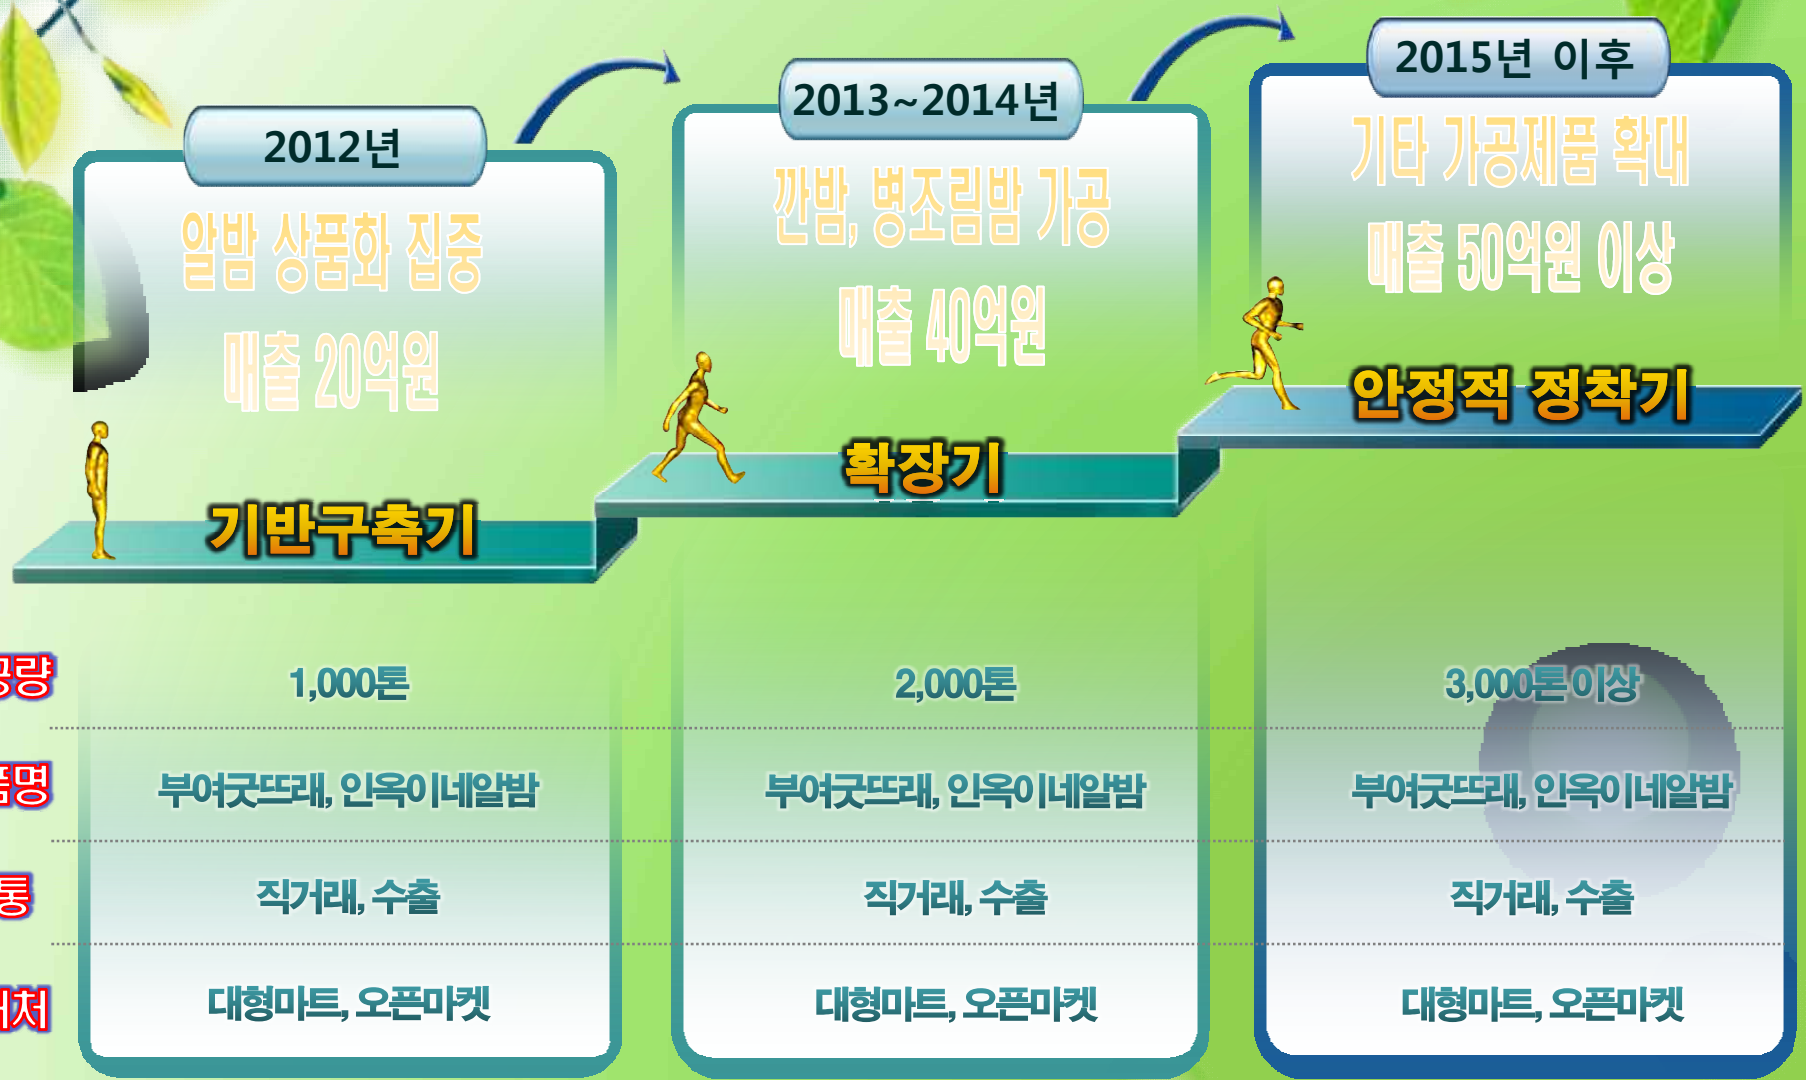 2012년
알밤 상품화 집중
매출 20억원
기반구축기
2013~2014년
깐밤, 병조림밤 가공
매출 40억원
확장기
2015년 이후
기타 가공제품 확대
매출 50억원 이상
안정적 정착기
량 1,000톤 2,000톤 3,000톤 이상
명 부여굿뜨래, 인옥이네알밤 부여굿뜨래, 인옥이네알밤 부여굿뜨래, 인옥이네알밤
통 직거래, 수출 직거래, 수출 직거래, 수출
처 대형마트, 오픈마켓 대형마트, 오픈마켓 대형마트, 오픈마켓